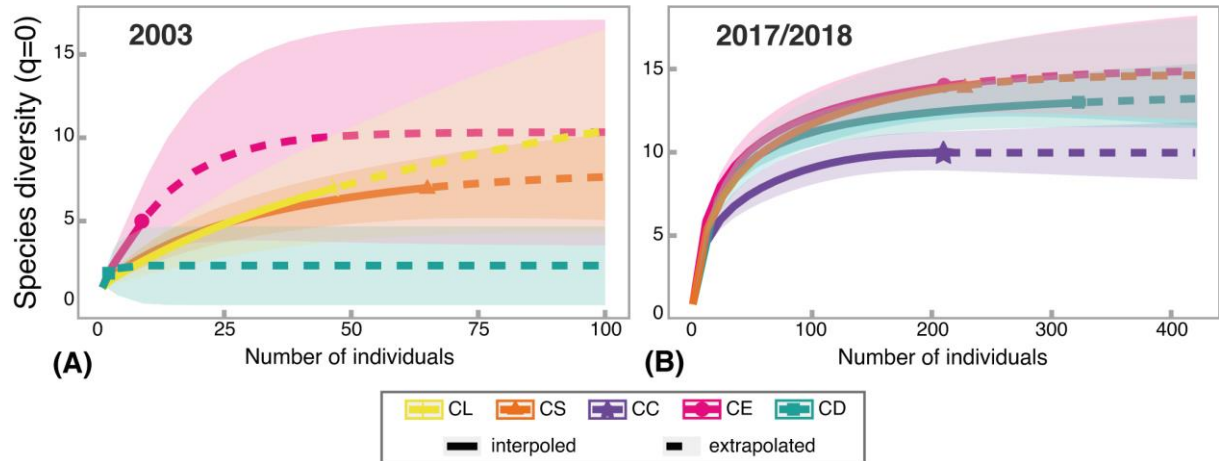 Species diversity (q=0)
2003
15
10
5
0
0
25
50
75
100
Number of individuals
(A)
2017/2018
15
10
5
0
0
100
200
300
400
Number of individuals
(B)
CL CS CC CE CD
interpoled extrapolated